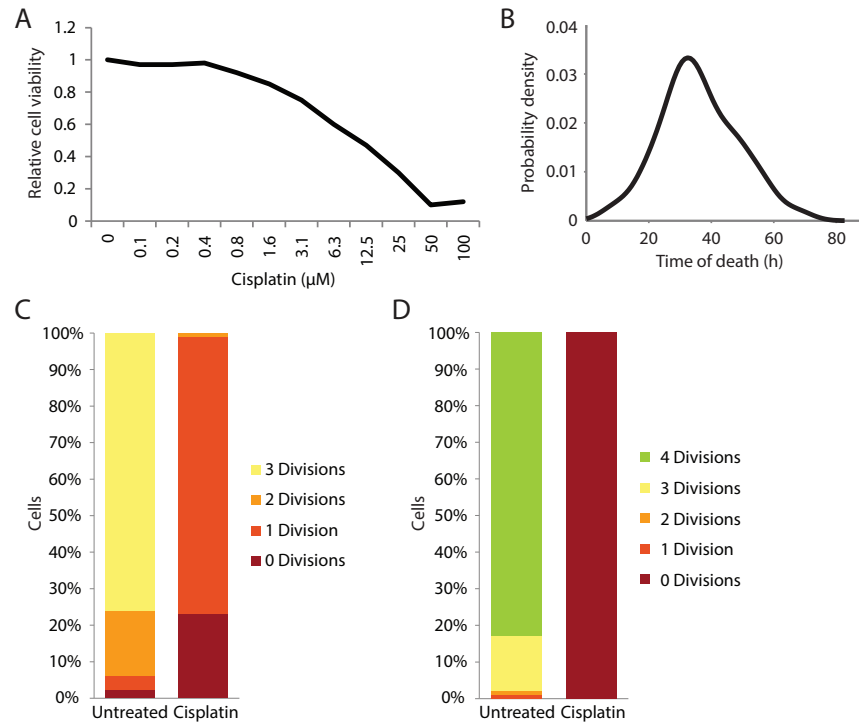 A
Relative cell viability
1.2
1
0.8
0.6
0.4
0.2
0
0
0.1
0.2
0.4
0.8
1.6
3.1
6.3
12.5
25
50
100
Cisplatin (μM)
B
Probability density
0.04
0.03
0.02
0.01
0
0
20
40
60
80
Time of death (h)
C
Cells
100%
90%
80%
70%
60%
50%
40%
30%
20%
10%
0%
Untreated
Cisplatin
3 Divisions
2 Divisions
1 Division
0 Divisions
D
Cells
100%
90%
80%
70%
60%
50%
40%
30%
20%
10%
0%
Untreated
Cisplatin
4 Divisions
3 Divisions
2 Divisions
1 Division
0 Divisions